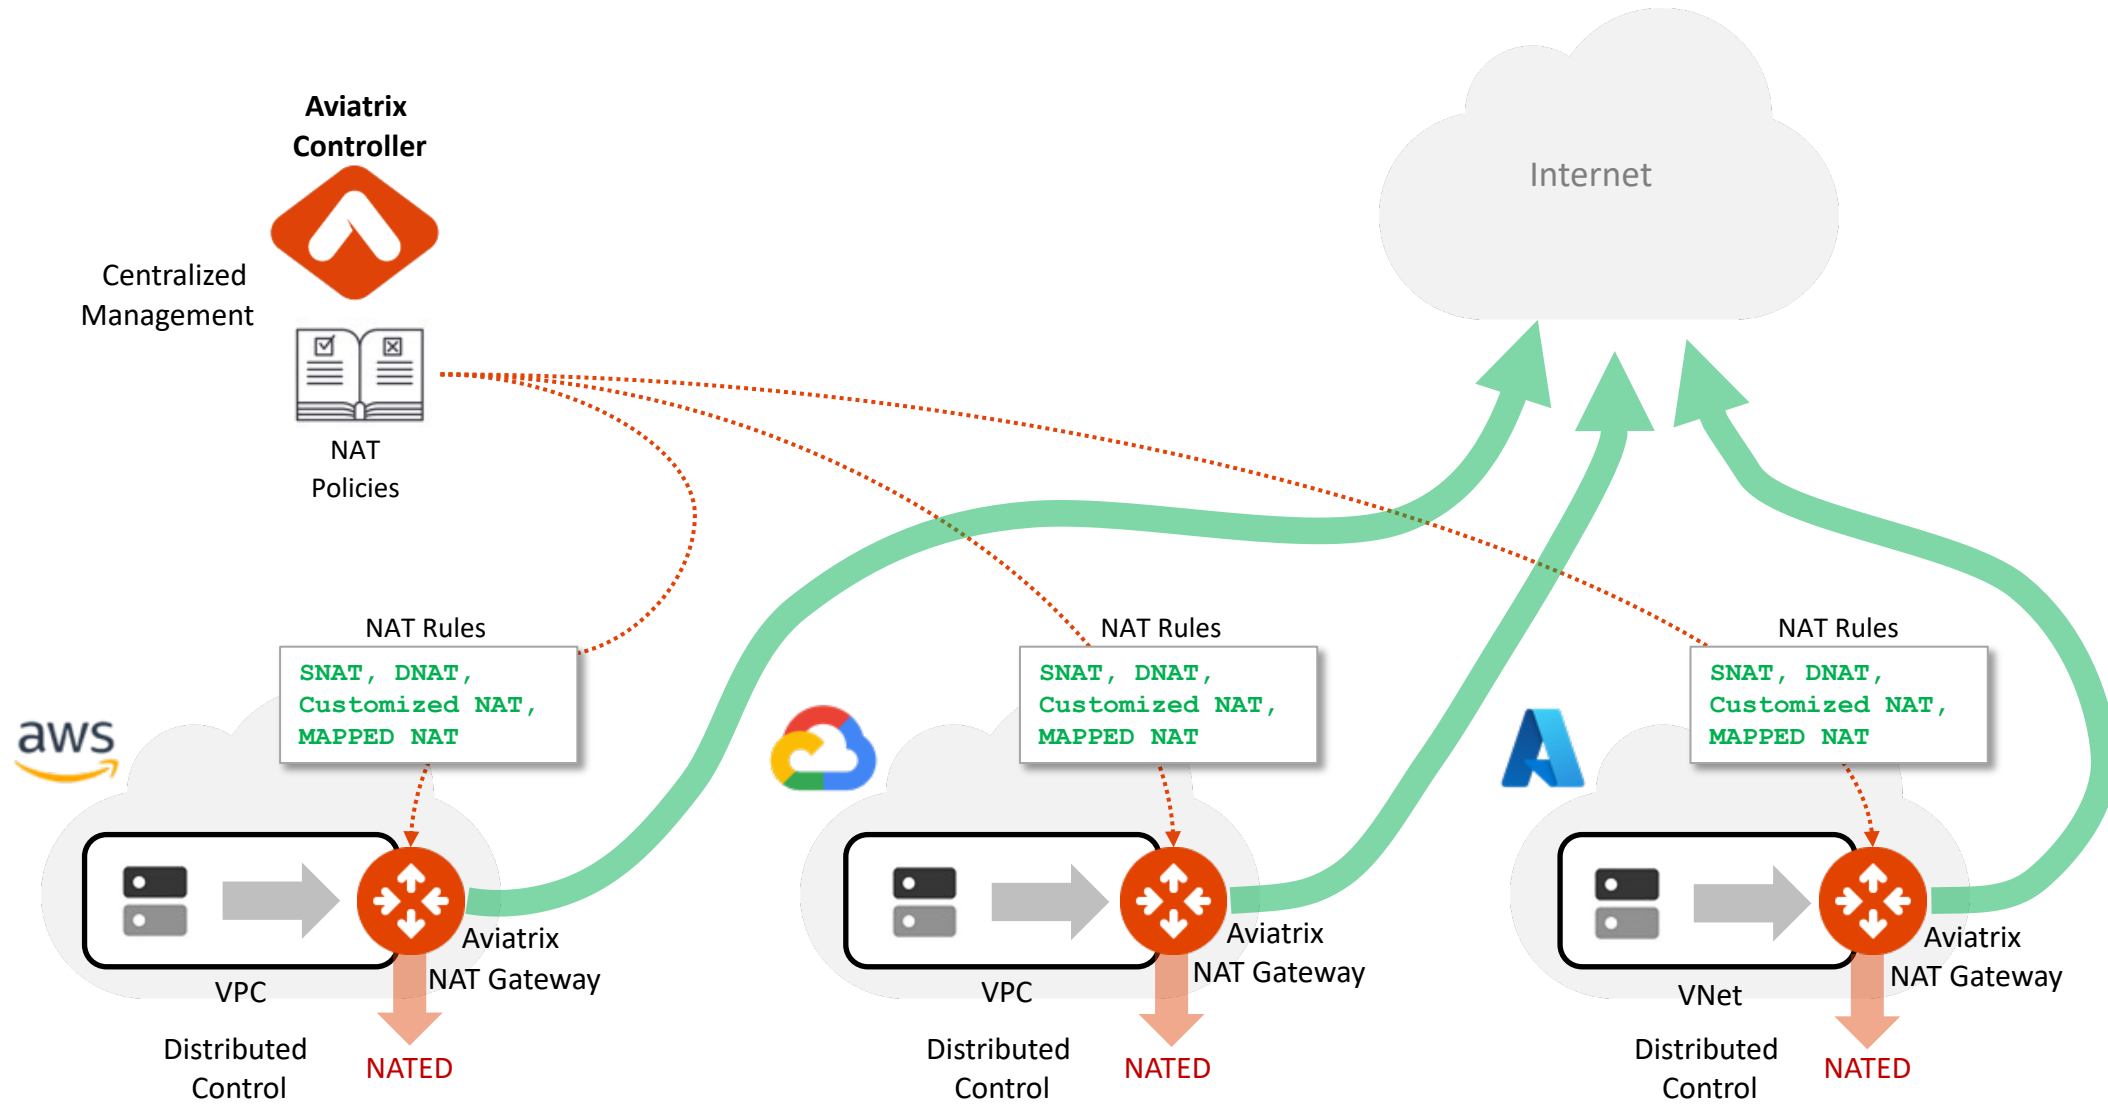 Aviatrix
Controller
Internet
Centralized
Management
NAT
Policies
NAT Rules
SNAT, DNAT,
Customized NAT,
MAPPED NAT
NAT Rules
SNAT, DNAT,
Customized NAT,
MAPPED NAT
NAT Rules
SNAT, DNAT,
Customized NAT,
MAPPED NAT
aws
Aviatrix
NAT Gateway
VPC
Distributed
Control
NATED
Aviatrix
NAT Gateway
VPC
Distributed
Control
NATED
Aviatrix
NAT Gateway
VNet
Distributed
Control
NATED